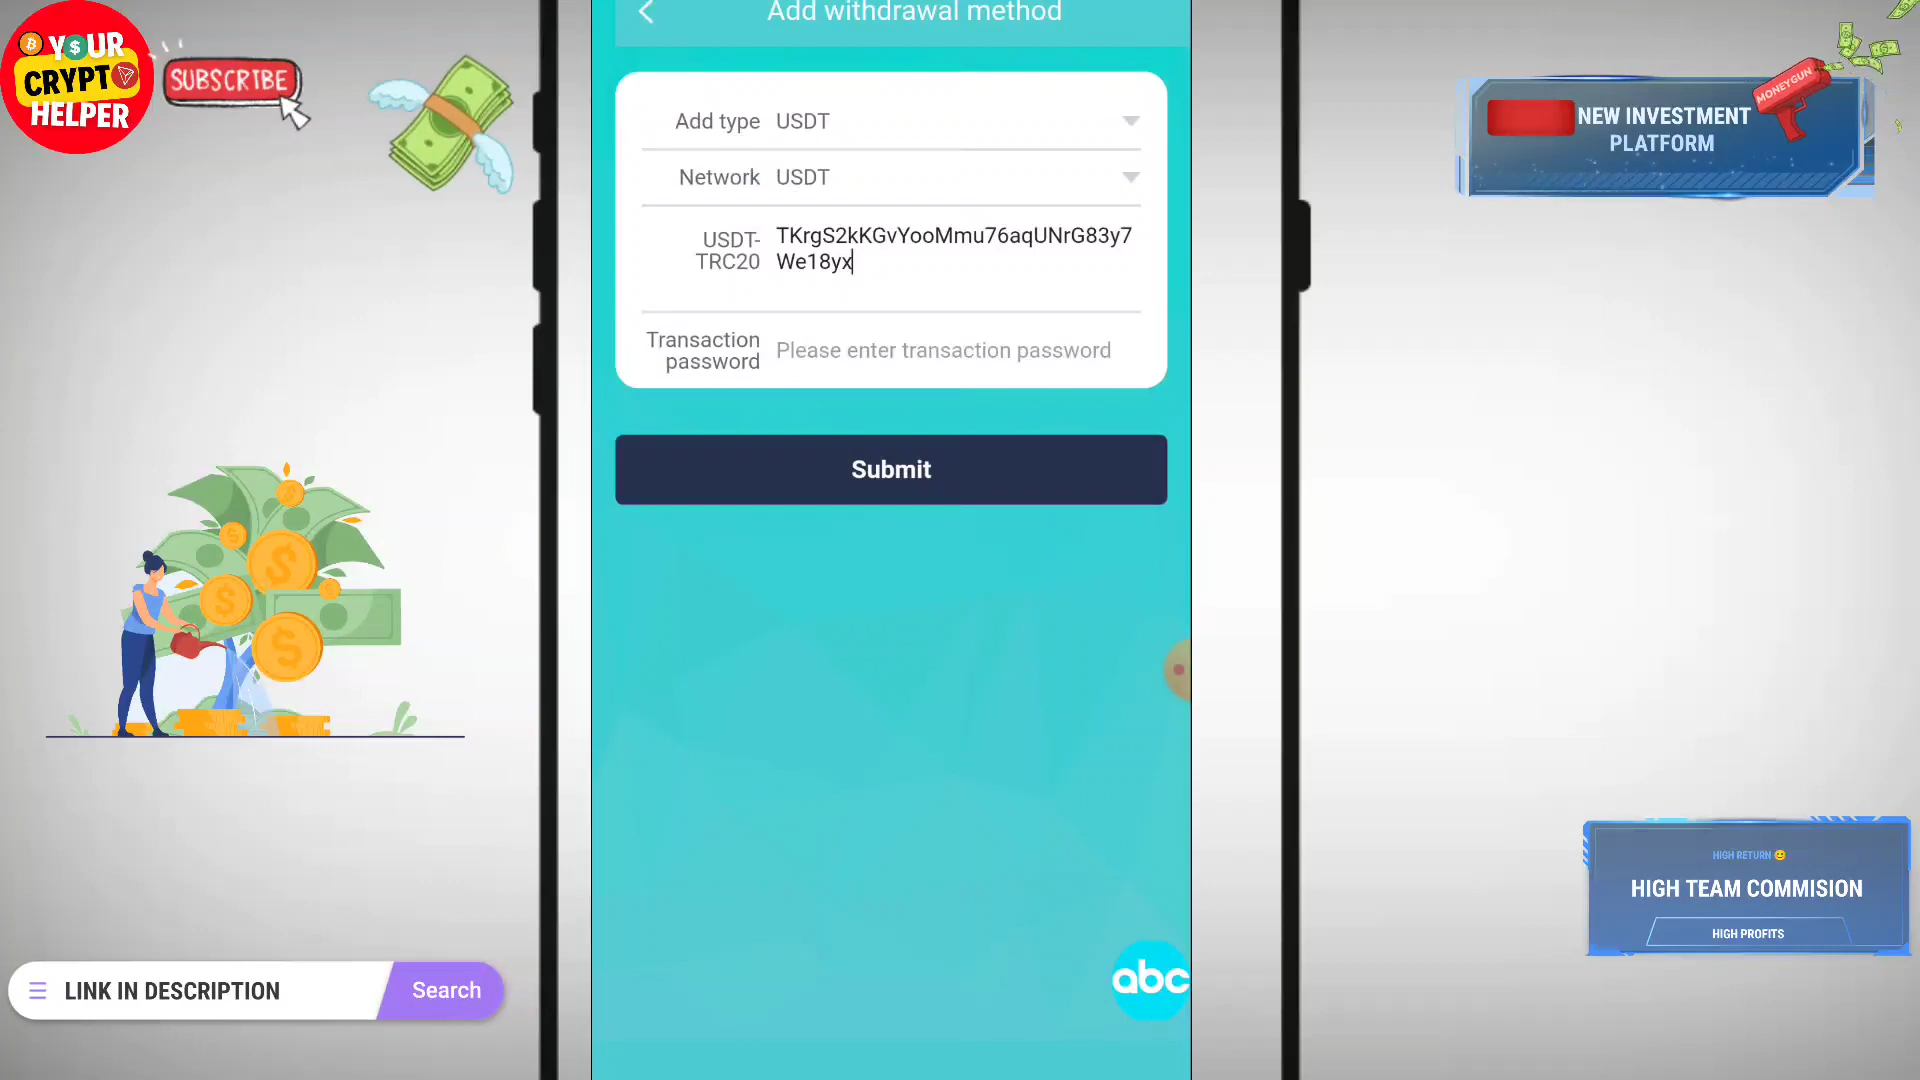 YOUR
CRYPTO
HELPER
SUBSCRIBE
Add withdrawal method
Add type USDT
Network USDT
USDT-
TRC20
TKrgS2kKGvYooMmu76aqUNrG83y7
We18yx
Transaction
password
Please enter transaction password
Submit
abc
MONEYGUN
NEW INVESTMENT
PLATFORM
HIGH RETURN 😊
HIGH TEAM COMMISION
HIGH PROFITS
LINK IN DESCRIPTION
Search